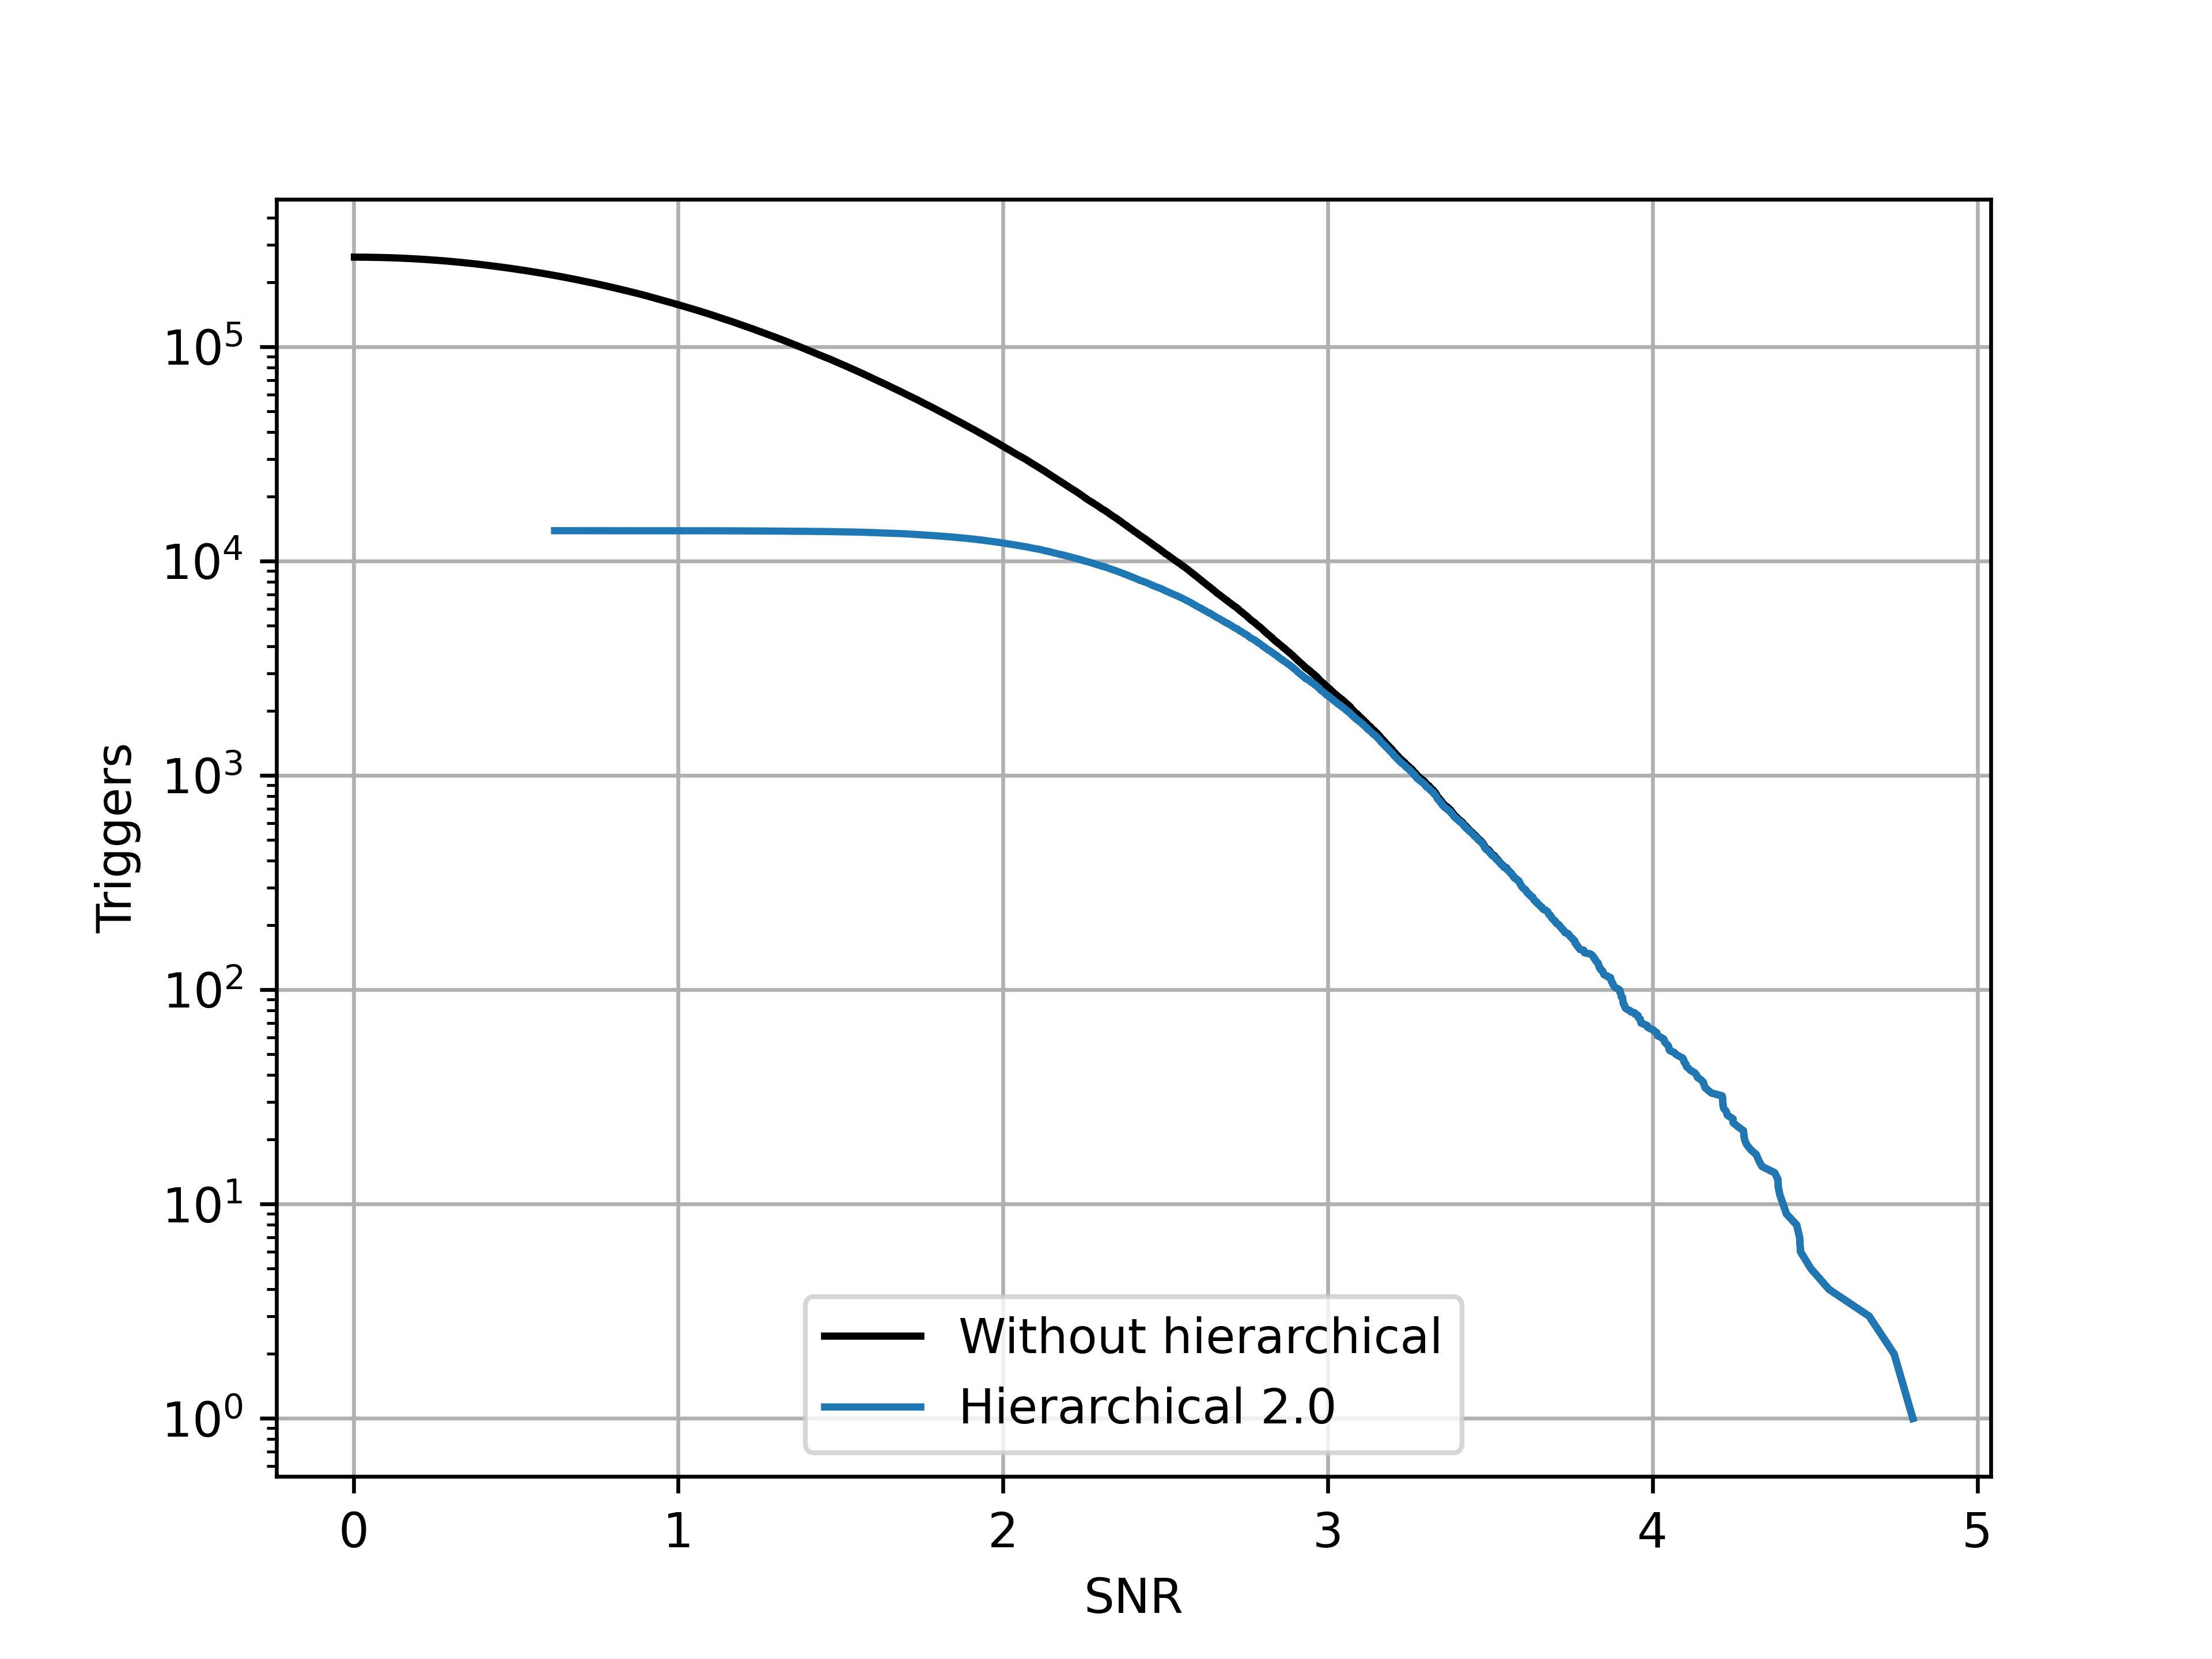 10^5
10^4
10^3
10^2
10^1
10^0
Triggers
Without hierarchical
Hierarchical 2.0
0 1 2 3 4 5
SNR